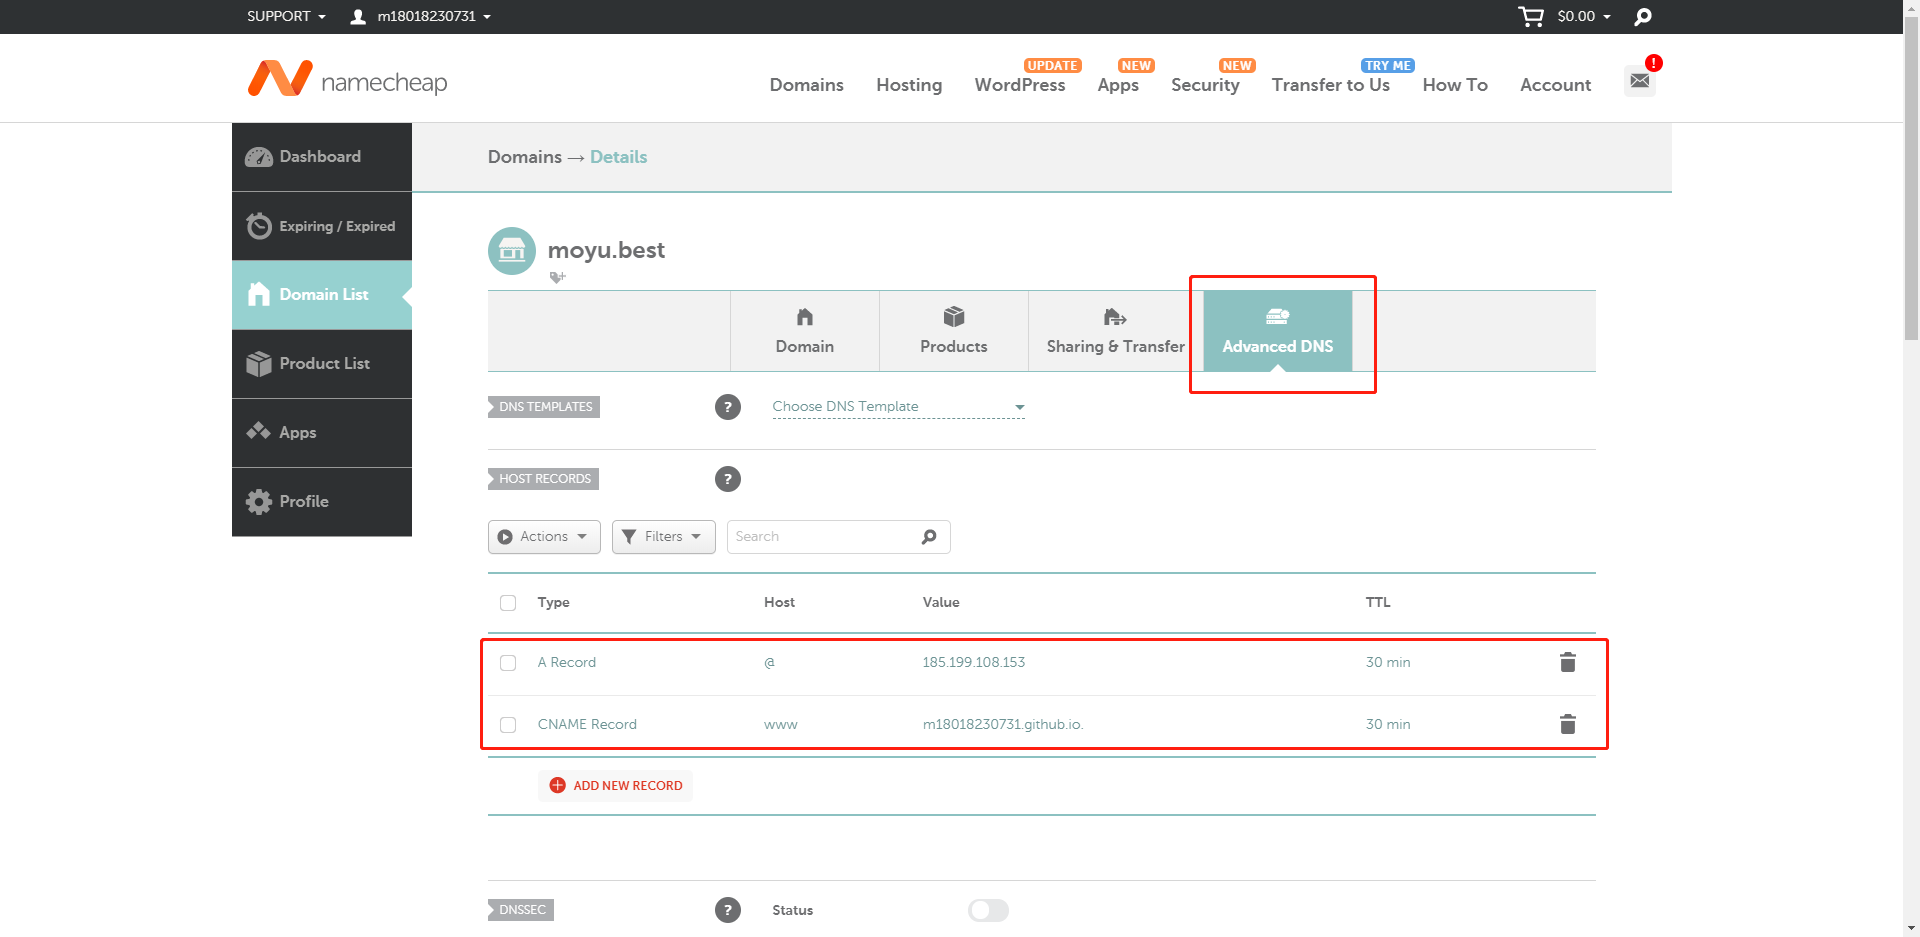 SUPPORT m18018230731 $0.00
namecheap
UPDATE NEW NEW TRY ME !
Domains Hosting WordPress Apps Security Transfer to Us How To Account
Dashboard
Expiring / Expired
Domain List
Product List
Apps
Profile
Domains → Details
moyu.best
Domain Products Sharing & Transfer Advanced DNS
DNS TEMPLATES ? Choose DNS Template
HOST RECORDS ?
Actions Filters Search
Type Host Value TTL
A Record @ 185.199.108.153 30 min
CNAME Record www m18018230731.github.io. 30 min
ADD NEW RECORD
DNSSEC ? Status